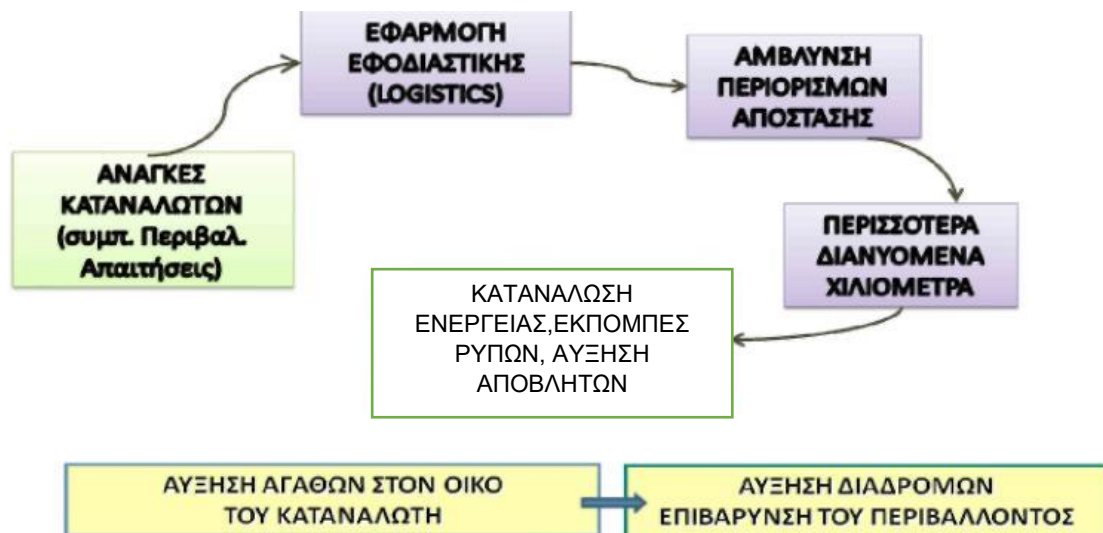 ΕΦΑΡΜΟΓΗ
ΕΦΟΔΙΑΣΤΙΚΗΣ
(LOGISTICS)
ΑΜΒΛΥΝΣΗ
ΠΕΡΙΟΡΙΣΜΩΝ
ΑΠΟΣΤΑΣΗΣ
ΑΝΑΓΚΕΣ
ΚΑΤΑΝΑΛΩΤΩΝ
(συμπ. Περιβαλ.
Απαιτήσεις)
ΠΕΡΙΣΣΟΤΕΡΑ
ΔΙΑΝΥΟΜΕΝΑ
ΧΙΛΙΟΜΕΤΡΑ
ΚΑΤΑΝΑΛΩΣΗ
ΕΝΕΡΓΕΙΑΣ,ΕΚΠΟΜΠΕΣ
ΡΥΠΩΝ, ΑΥΞΗΣΗ
ΑΠΟΒΛΗΤΩΝ
ΑΥΞΗΣΗ ΑΓΑΘΩΝ ΣΤΟΝ ΟΙΚΟ
ΤΟΥ ΚΑΤΑΝΑΛΩΤΗ
ΑΥΞΗΣΗ ΔΙΑΔΡΟΜΩΝ
ΕΠΙΒΑΡΥΝΣΗ ΤΟΥ ΠΕΡΙΒΑΛΛΟΝΤΟΣ